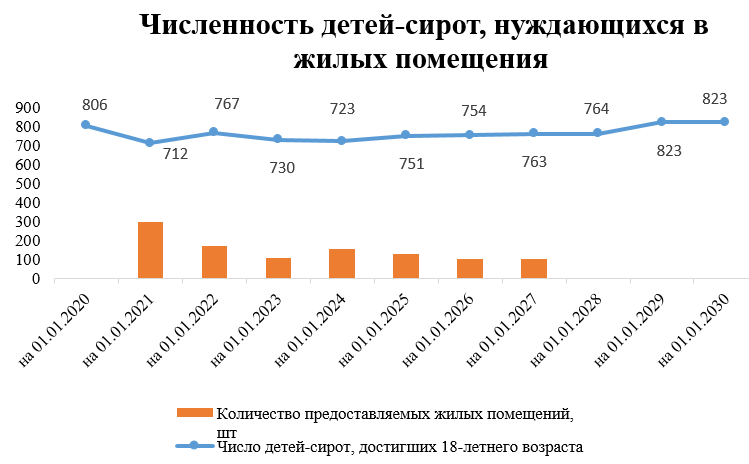 Численность детей-сирот, нуждающихся в
жилых помещения
900
800
700
600
500
400
300
200
100
0
806
712
767
730
723
751
754
763
764
823
823
на 01.01.2020
на 01.01.2021
на 01.01.2022
на 01.01.2023
на 01.01.2024
на 01.01.2025
на 01.01.2026
на 01.01.2027
на 01.01.2028
на 01.01.2029
на 01.01.2030
Количество предоставляемых жилых помещений,
шт
Число детей-сирот, достигших 18-летнего возраста